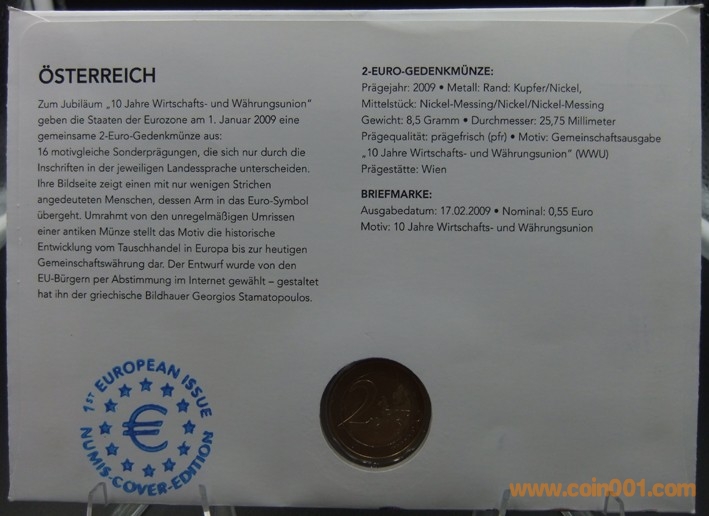 ÖSTERREICH
Zum Jubiläum „10 Jahre Wirtschafts- und Währungsunion"
geben die Staaten der Eurozone am 1. Januar 2009 eine
gemeinsame 2-Euro-Gedenkmünze aus:
16 motivgleiche Sonderprägungen, die sich nur durch die
Inschriften in der jeweiligen Landessprache unterscheiden.
Ihre Bildseite zeigt einen mit nur wenigen Strichen
angedeuteten Menschen, dessen Arm in das Euro-Symbol
übergeht. Umrahmt von den unregelmäßigen Umrissen
einer antiken Münze stellt das Motiv die historische
Entwicklung vom Tauschhandel in Europa bis zur heutigen
Gemeinschaftswährung dar. Der Entwurf wurde von den
EU-Bürgern per Abstimmung im Internet gewählt – gestaltet
hat ihn der griechische Bildhauer Georgios Stamatopoulos.
2-EURO-GEDENKMÜNZE:
Prägejahr: 2009 • Metall: Rand: Kupfer/Nickel,
Mittelstück: Nickel-Messing/Nickel/Nickel-Messing
Gewicht: 8,5 Gramm • Durchmesser: 25,75 Millimeter
Prägequalität: prägefrisch (pfr) • Motiv: Gemeinschaftsausgabe
„10 Jahre Wirtschafts- und Währungsunion" (WWU)
Prägestätte: Wien
BRIEFMARKE:
Ausgabedatum: 17.02.2009 • Nominal: 0,55 Euro
Motiv: 10 Jahre Wirtschafts- und Währungsunion
1ST EUROPEAN ISSUE
€
NUMIS-COVER-EDITION
2
www.coin001.com